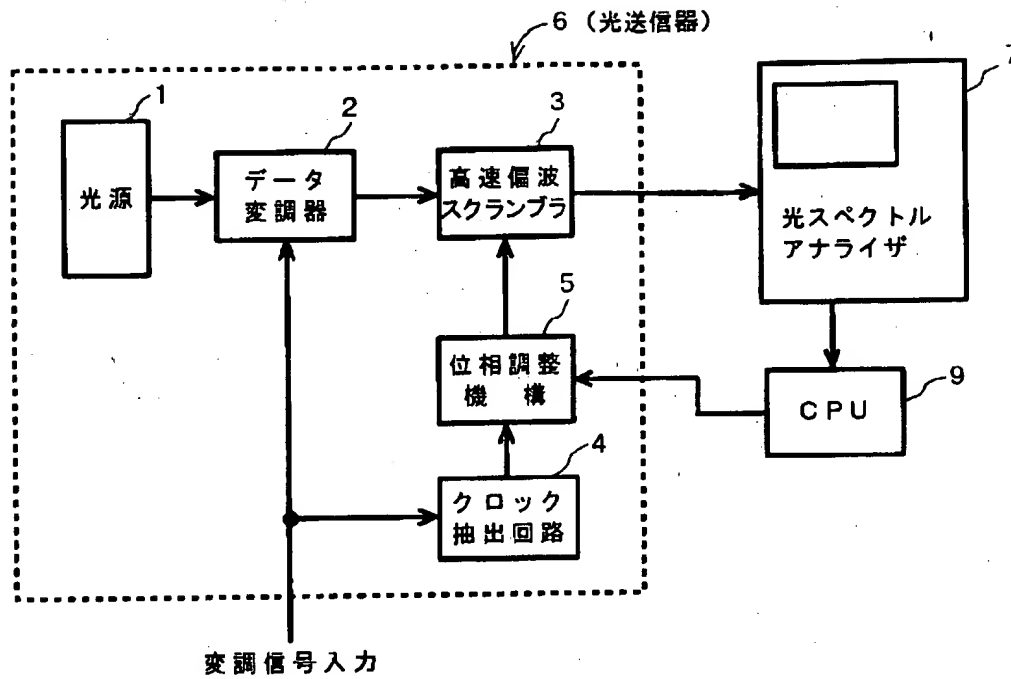 6（光送信器）
7
1
光源
2
データ
変調器
3
高速偏波
スクランブラ
光スペクトル
アナライザ
5
位相調整
機　構
9
CPU
4
クロック
抽出回路
変調信号入力